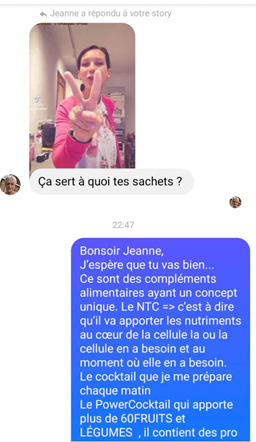 Jeanne a répondu à votre story
Ça sert à quoi tes sachets ?
22:47
Bonsoir Jeanne,
J'espère que tu vas bien...
Ce sont des compléments
alimentaires ayant un concept
unique. Le NTC => c'est à dire
qu'il va apporter les nutriments
au cœur de la cellule la ou la
cellule en a besoin et au
moment où elle en a besoin.
Le cocktail que je me prépare
chaque matin
Le PowerCocktail qui apporte
plus de 60FRUITS et
LÉGUMES , il contient des pro